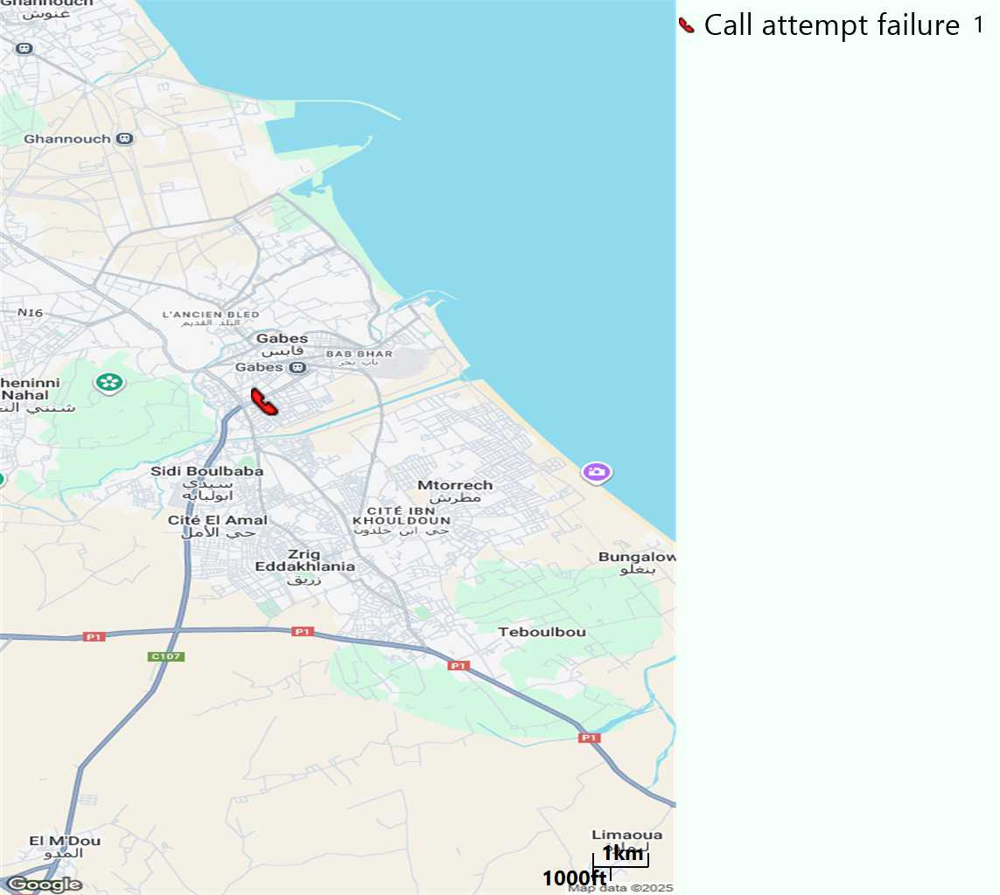 Ghannouch
غنوش
Call attempt failure 1
Ghannouch
N16
L'ANCIEN BLED
البلد القديم
Gabes
قابس
BAB BHAR
باب بحر
Gabes
heninni
Nahal
شنني الن
Sidi Boulbaba
سيدي
ابولبابه
Mtorrech
مطرش
CITÉ IBN
KHOULDOUN
حي ابن خلدون
Cité El Amal
حي الأمل
Zrig
Eddakhlania
زريق
Bungalow
بنغلو
Teboulbou
P1
P1
C107
P1
P1
El M'Dou
المدو
Limaoua
1km
1000ft
Google
Map data ©2025